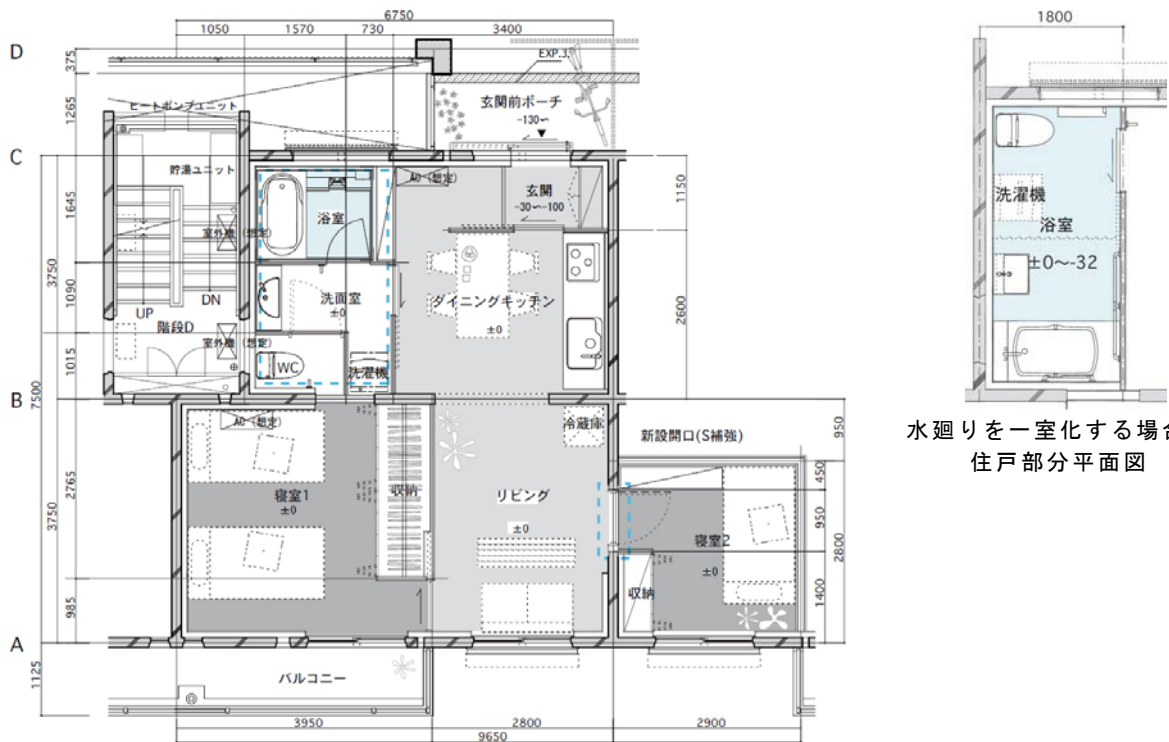 6750
1050
1570
730
3400
1800
D
375
EXP.J.
1265
ヒートポンプユニット
玄関前ポーチ
-130〜
C
貯湯ユニット
AC (想定)
玄関
-30〜-100
1150
1645
浴室
室外機 (想定)
3750
1090
洗面室
±0
ダイニングキッチン
±0
2600
UP
DN
階段D
室外機 (想定)
1015
WC
洗濯機
7500
B
AC (想定)
冷蔵庫
新設開口(S補強)
950
2765
収納
寝室1
±0
リビング
±0
450
950
3750
寝室2
±0
2800
収納
1400
985
A
1125
バルコニー
3950
2800
2900
9650
洗濯機
浴室
±0〜-32
水廻りを一室化する場合
住戸部分平面図